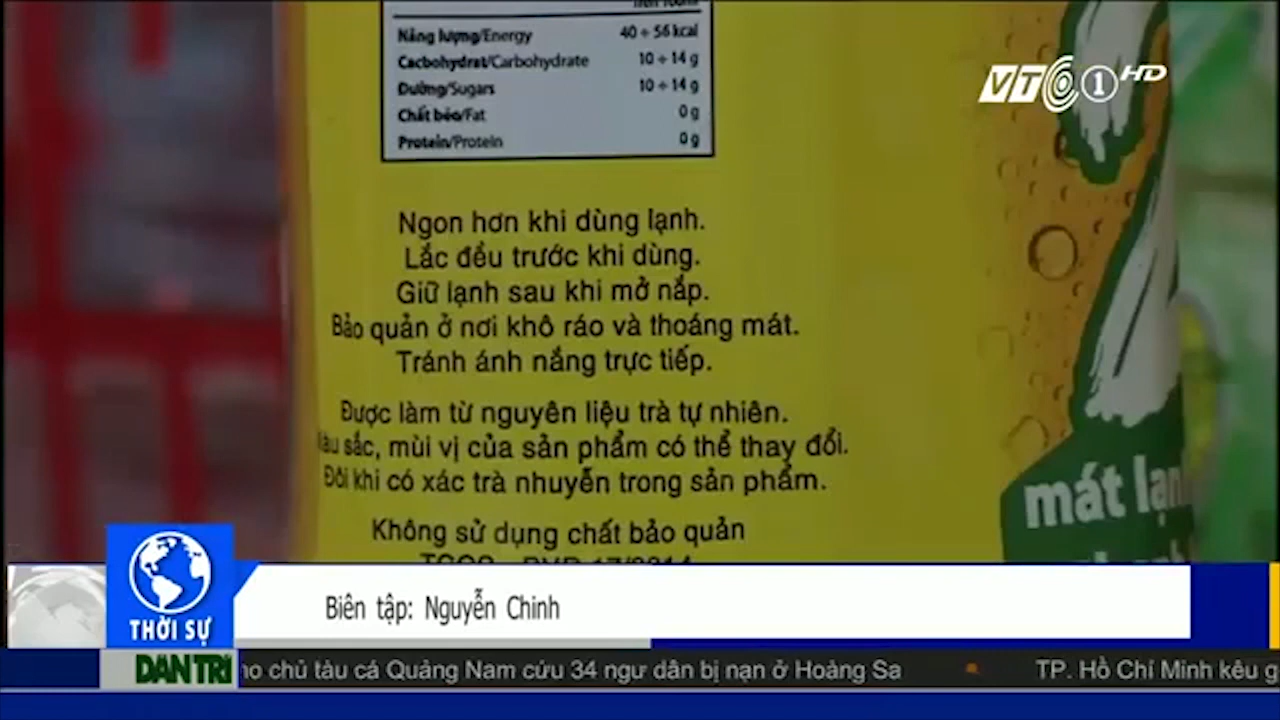 Năng lượng/Energy 40 ÷ 56 kcal
Cacbohydrat/Carbohydrate 10 ÷ 14 g
Đường/Sugars 10 ÷ 14 g
Chất béo/Fat 0 g
Protein/Protein 0 g
VTC 1 HD
Ngon hơn khi dùng lạnh.
Lắc đều trước khi dùng.
Giữ lạnh sau khi mở nắp.
Bảo quản ở nơi khô ráo và thoáng mát.
Tránh ánh nắng trực tiếp.
Được làm từ nguyên liệu trà tự nhiên.
sắc, mùi vị của sản phẩm có thể thay đổi.
Đôi khi có xác trà nhuyễn trong sản phẩm.
Không sử dụng chất bảo quản
mát
THỜI SỰ
Biên tập: Nguyễn Chinh
DÂN TRÍ
chủ tàu cá Quảng Nam cứu 34 ngư dân bị nạn ở Hoàng Sa
TP. Hồ Chí Minh kêu